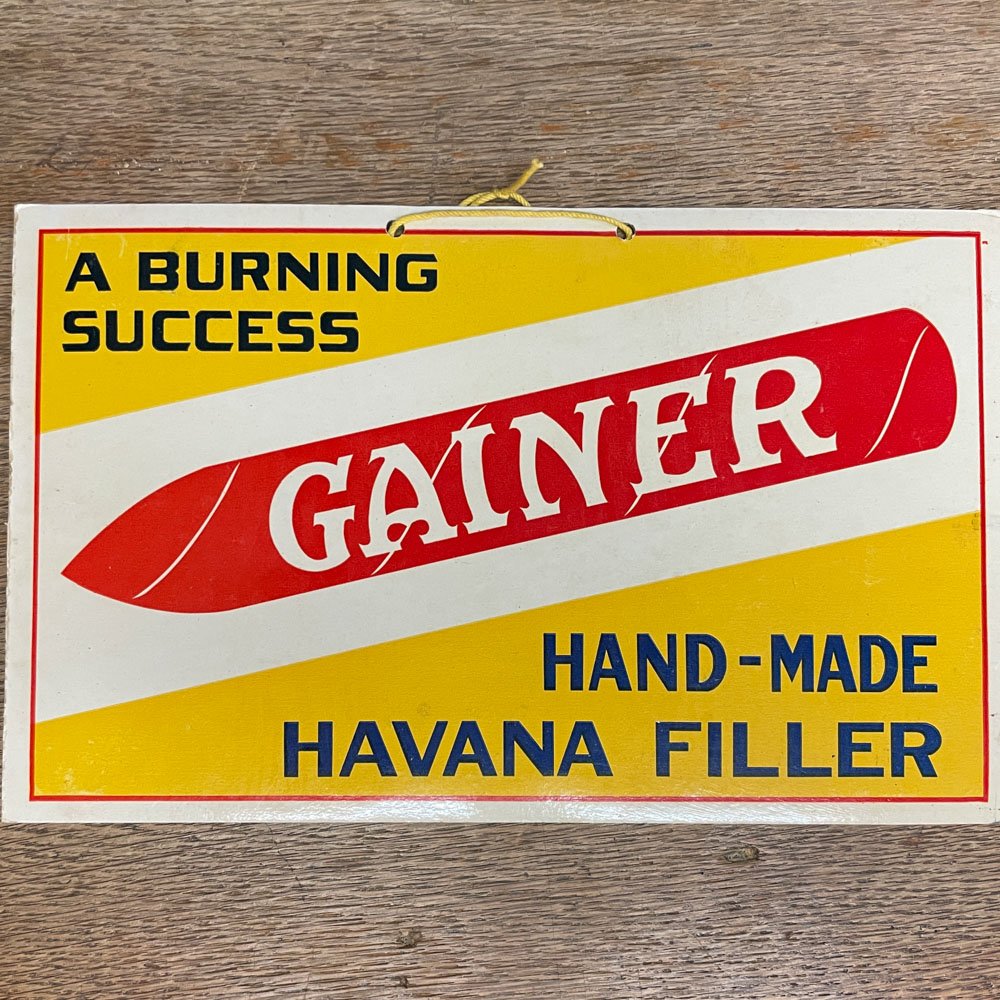 A BURNING
SUCCESS
GAINER
HAND-MADE
HAVANA FILLER